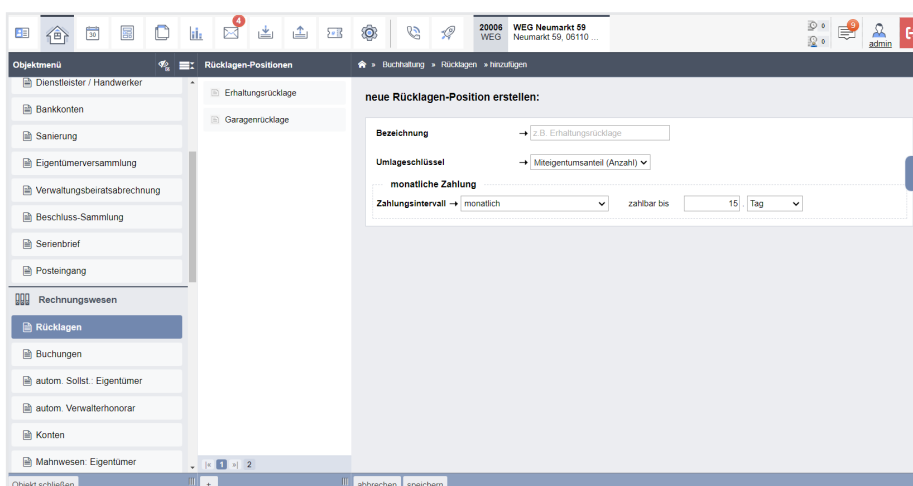 30
4
20006
WEG
WEG Neumarkt 59
Neumarkt 59, 06110 ...
0
0
9
admin
Objektmenü
Rücklagen-Positionen
» Buchhaltung » Rücklagen » hinzufügen
Dienstleister / Handwerker
Bankkonten
Sanierung
Eigentümerversammlung
Verwaltungsbeiratsabrechnung
Beschluss-Sammlung
Serienbrief
Posteingang
Rechnungswesen
Rücklagen
Buchungen
autom. Sollst.: Eigentümer
autom. Verwalterhonorar
Konten
Mahnwesen: Eigentümer
Objekt schließen
Erhaltungsrücklage
Garagenrücklage
|« 1 »| 2
+
neue Rücklagen-Position erstellen:
Bezeichnung → z.B. Erhaltungsrücklage
Umlageschlüssel → Miteigentumsanteil (Anzahl)
monatliche Zahlung
Zahlungsintervall → monatlich zahlbar bis 15 . Tag
abbrechen speichern